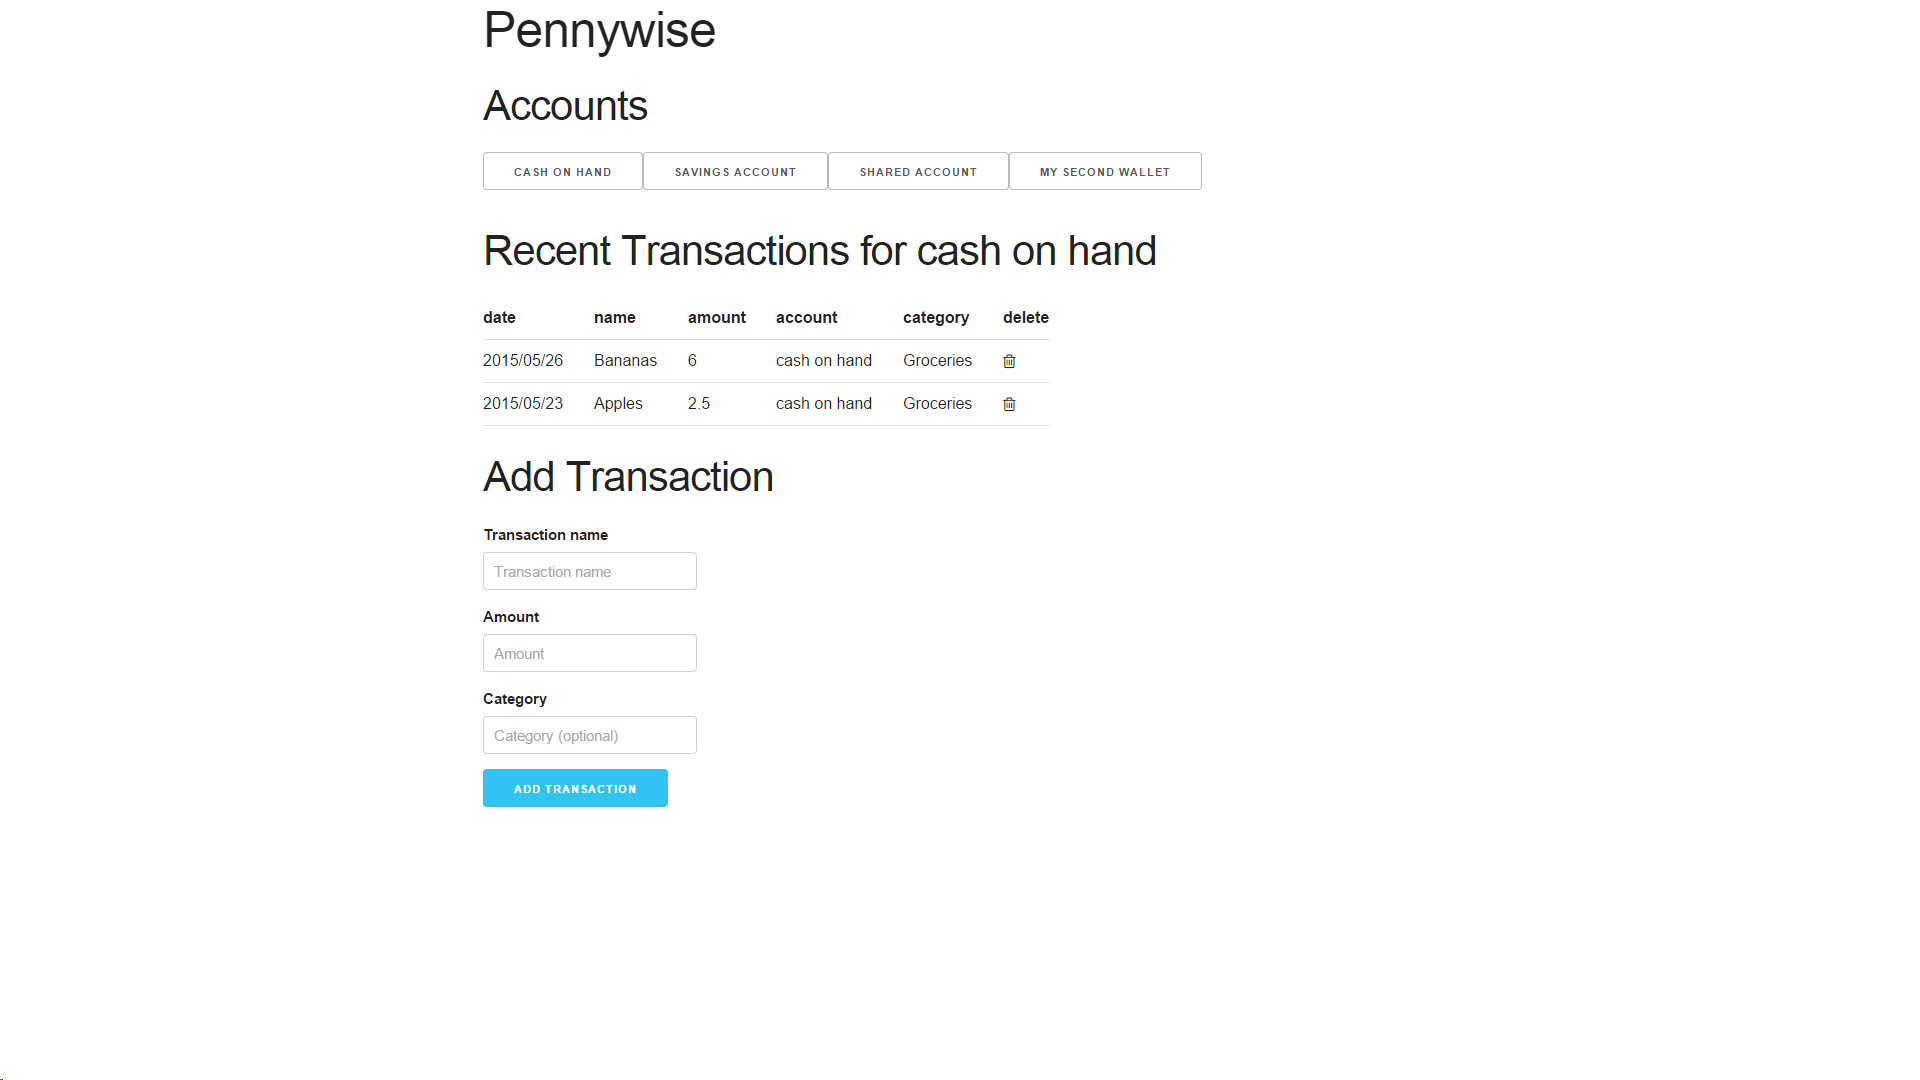 Pennywise
Accounts
CASH ON HAND SAVINGS ACCOUNT SHARED ACCOUNT MY SECOND WALLET
Recent Transactions for cash on hand
date name amount account category delete
2015/05/26 Bananas 6 cash on hand Groceries
2015/05/23 Apples 2.5 cash on hand Groceries
Add Transaction
Transaction name
Transaction name
Amount
Amount
Category
Category (optional)
ADD TRANSACTION